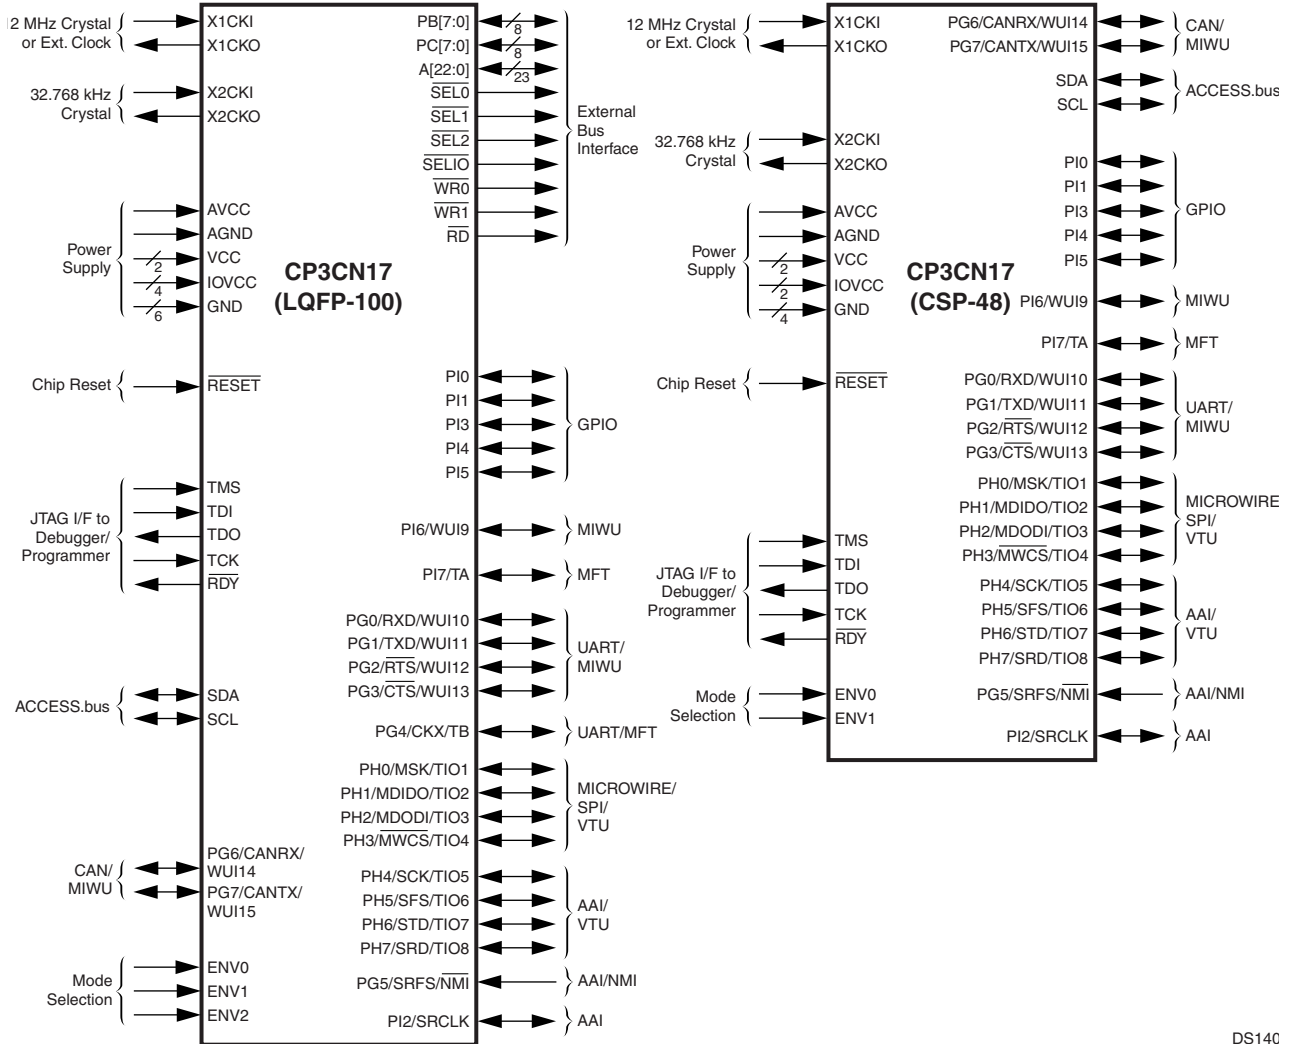 12 MHz Crystal
or Ext. Clock
X1CKI
X1CKO
32.768 kHz
Crystal
X2CKI
X2CKO
Power
Supply
AVCC
AGND
VCC
2
IOVCC
4
GND
6
Chip Reset
RESET
JTAG I/F to
Debugger/
Programmer
TMS
TDI
TDO
TCK
RDY
ACCESS.bus
SDA
SCL
CAN/
MIWU
PG6/CANRX/
WUI14
PG7/CANTX/
WUI15
Mode
Selection
ENV0
ENV1
ENV2
CP3CN17
(LQFP-100)
PB[7:0]
8
PC[7:0]
8
A[22:0]
23
SEL0
SEL1
SEL2
SELIO
WR0
WR1
RD
External
Bus
Interface
PI0
PI1
PI3
PI4
PI5
GPIO
PI6/WUI9
MIWU
PI7/TA
MFT
PG0/RXD/WUI10
PG1/TXD/WUI11
PG2/RTS/WUI12
PG3/CTS/WUI13
UART/
MIWU
PG4/CKX/TB
UART/MFT
PH0/MSK/TIO1
PH1/MDIDO/TIO2
PH2/MDODI/TIO3
PH3/MWCS/TIO4
MICROWIRE/
SPI/
VTU
PH4/SCK/TIO5
PH5/SFS/TIO6
PH6/STD/TIO7
PH7/SRD/TIO8
AAI/
VTU
PG5/SRFS/NMI
AAI/NMI
PI2/SRCLK
AAI
12 MHz Crystal
or Ext. Clock
X1CKI
X1CKO
32.768 kHz
Crystal
X2CKI
X2CKO
Power
Supply
AVCC
AGND
VCC
2
IOVCC
2
GND
4
Chip Reset
RESET
JTAG I/F to
Debugger/
Programmer
TMS
TDI
TDO
TCK
RDY
Mode
Selection
ENV0
ENV1
CP3CN17
(CSP-48)
PG6/CANRX/WUI14
PG7/CANTX/WUI15
CAN/
MIWU
SDA
SCL
ACCESS.bus
PI0
PI1
PI3
PI4
PI5
GPIO
PI6/WUI9
MIWU
PI7/TA
MFT
PG0/RXD/WUI10
PG1/TXD/WUI11
PG2/RTS/WUI12
PG3/CTS/WUI13
UART/
MIWU
PH0/MSK/TIO1
PH1/MDIDO/TIO2
PH2/MDODI/TIO3
PH3/MWCS/TIO4
MICROWIRE
SPI/
VTU
PH4/SCK/TIO5
PH5/SFS/TIO6
PH6/STD/TIO7
PH7/SRD/TIO8
AAI/
VTU
PG5/SRFS/NMI
AAI/NMI
PI2/SRCLK
AAI
DS140